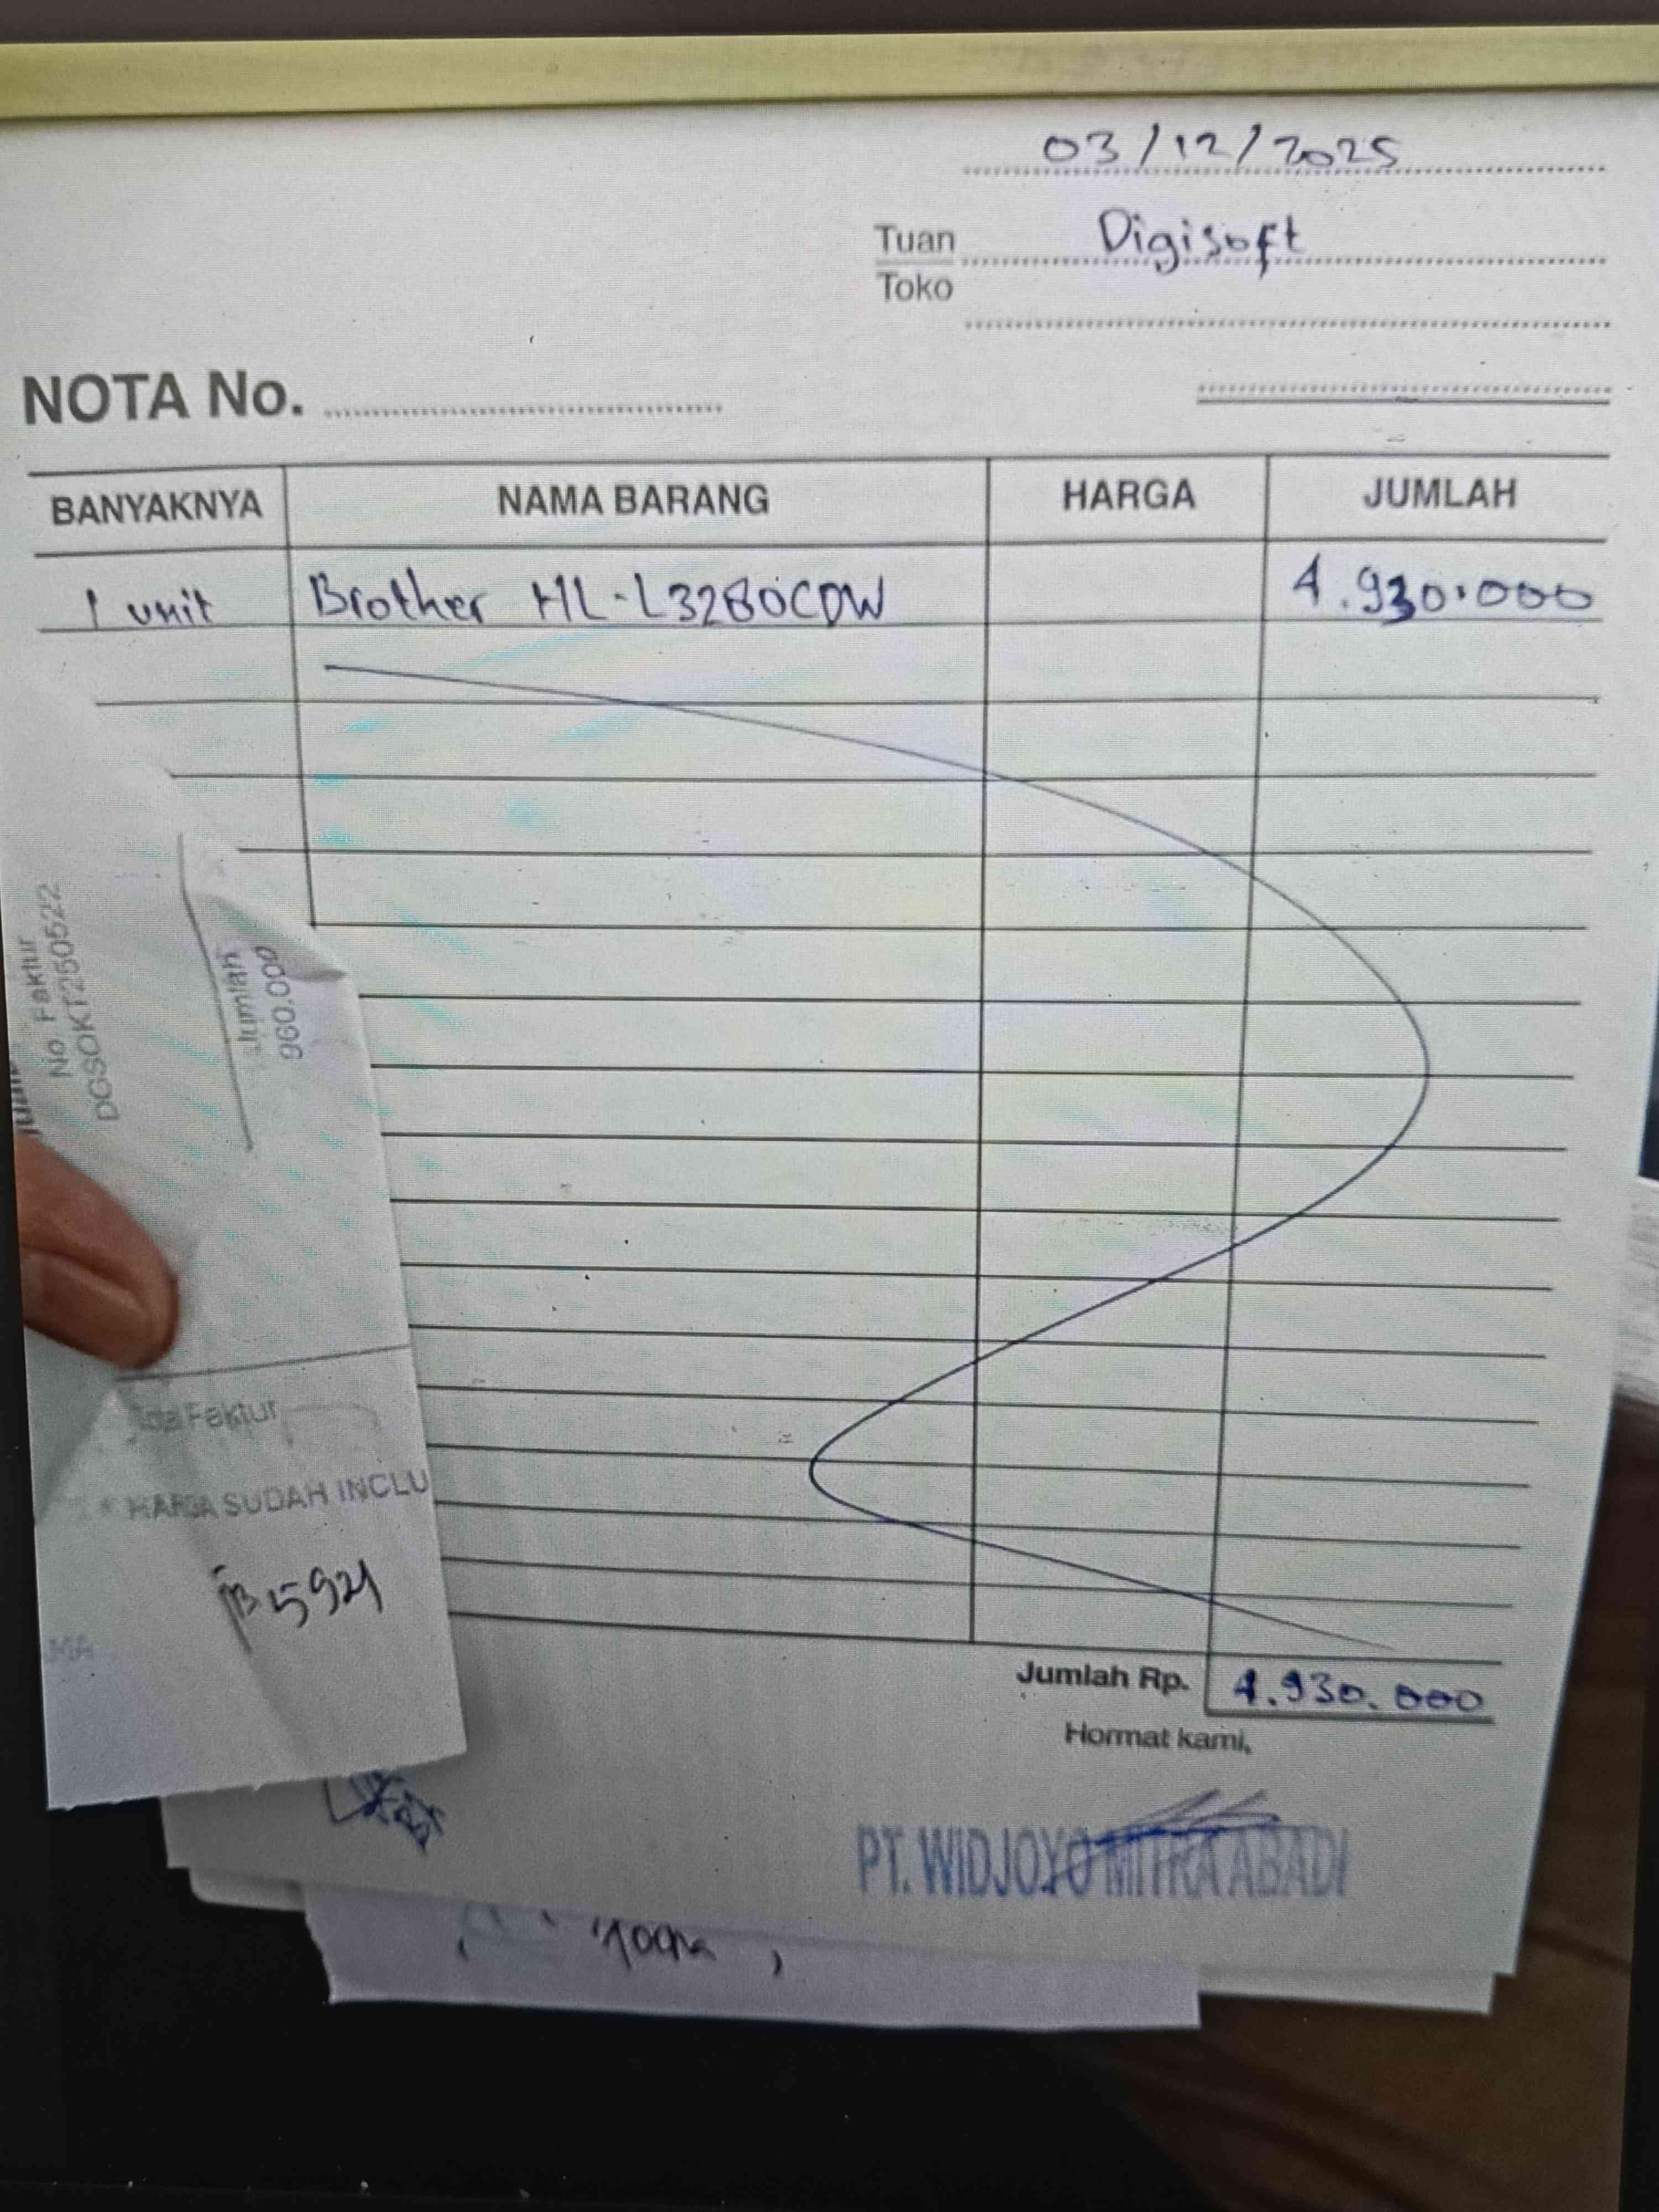 03/12/2025
Tuan Digisoft
Toko
NOTA No.
BANYAKNYA NAMA BARANG HARGA JUMLAH
1 unit Brother HL-L3280CDW 4.930.000
No Faktur
DGSOKT250522
Jumlah
960.000
Faktur
* HARGA SUDAH INCLU
5921
MA
Jumlah Rp. 4.930.000
Hormat kami,
PT. WIDJOYO MITRA ABADI